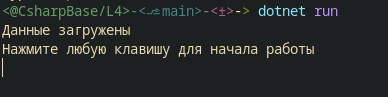 <@CsharpBase/L4>-<⎇main>-<±>-> dotnet run
Данные загружены
Нажмите любую клавишу для начала работы